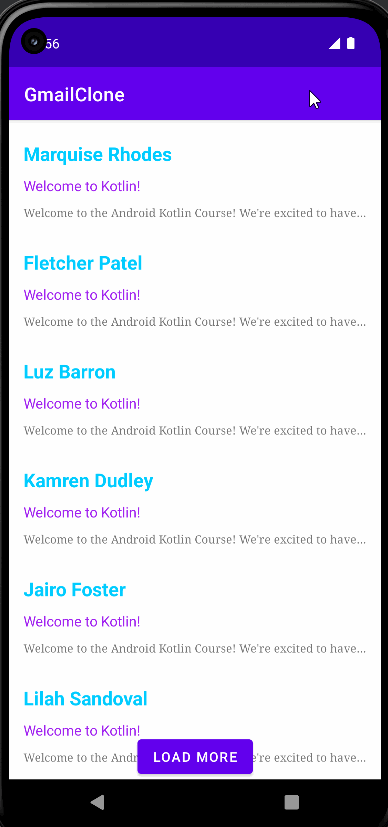 56
GmailClone
Marquise Rhodes
Welcome to Kotlin!
Welcome to the Android Kotlin Course! We're excited to have...
Fletcher Patel
Welcome to Kotlin!
Welcome to the Android Kotlin Course! We're excited to have...
Luz Barron
Welcome to Kotlin!
Welcome to the Android Kotlin Course! We're excited to have...
Kamren Dudley
Welcome to Kotlin!
Welcome to the Android Kotlin Course! We're excited to have...
Jairo Foster
Welcome to Kotlin!
Welcome to the Android Kotlin Course! We're excited to have...
Lilah Sandoval
Welcome to Kotlin!
Welcome to the And LOAD MORE e're excited to have...